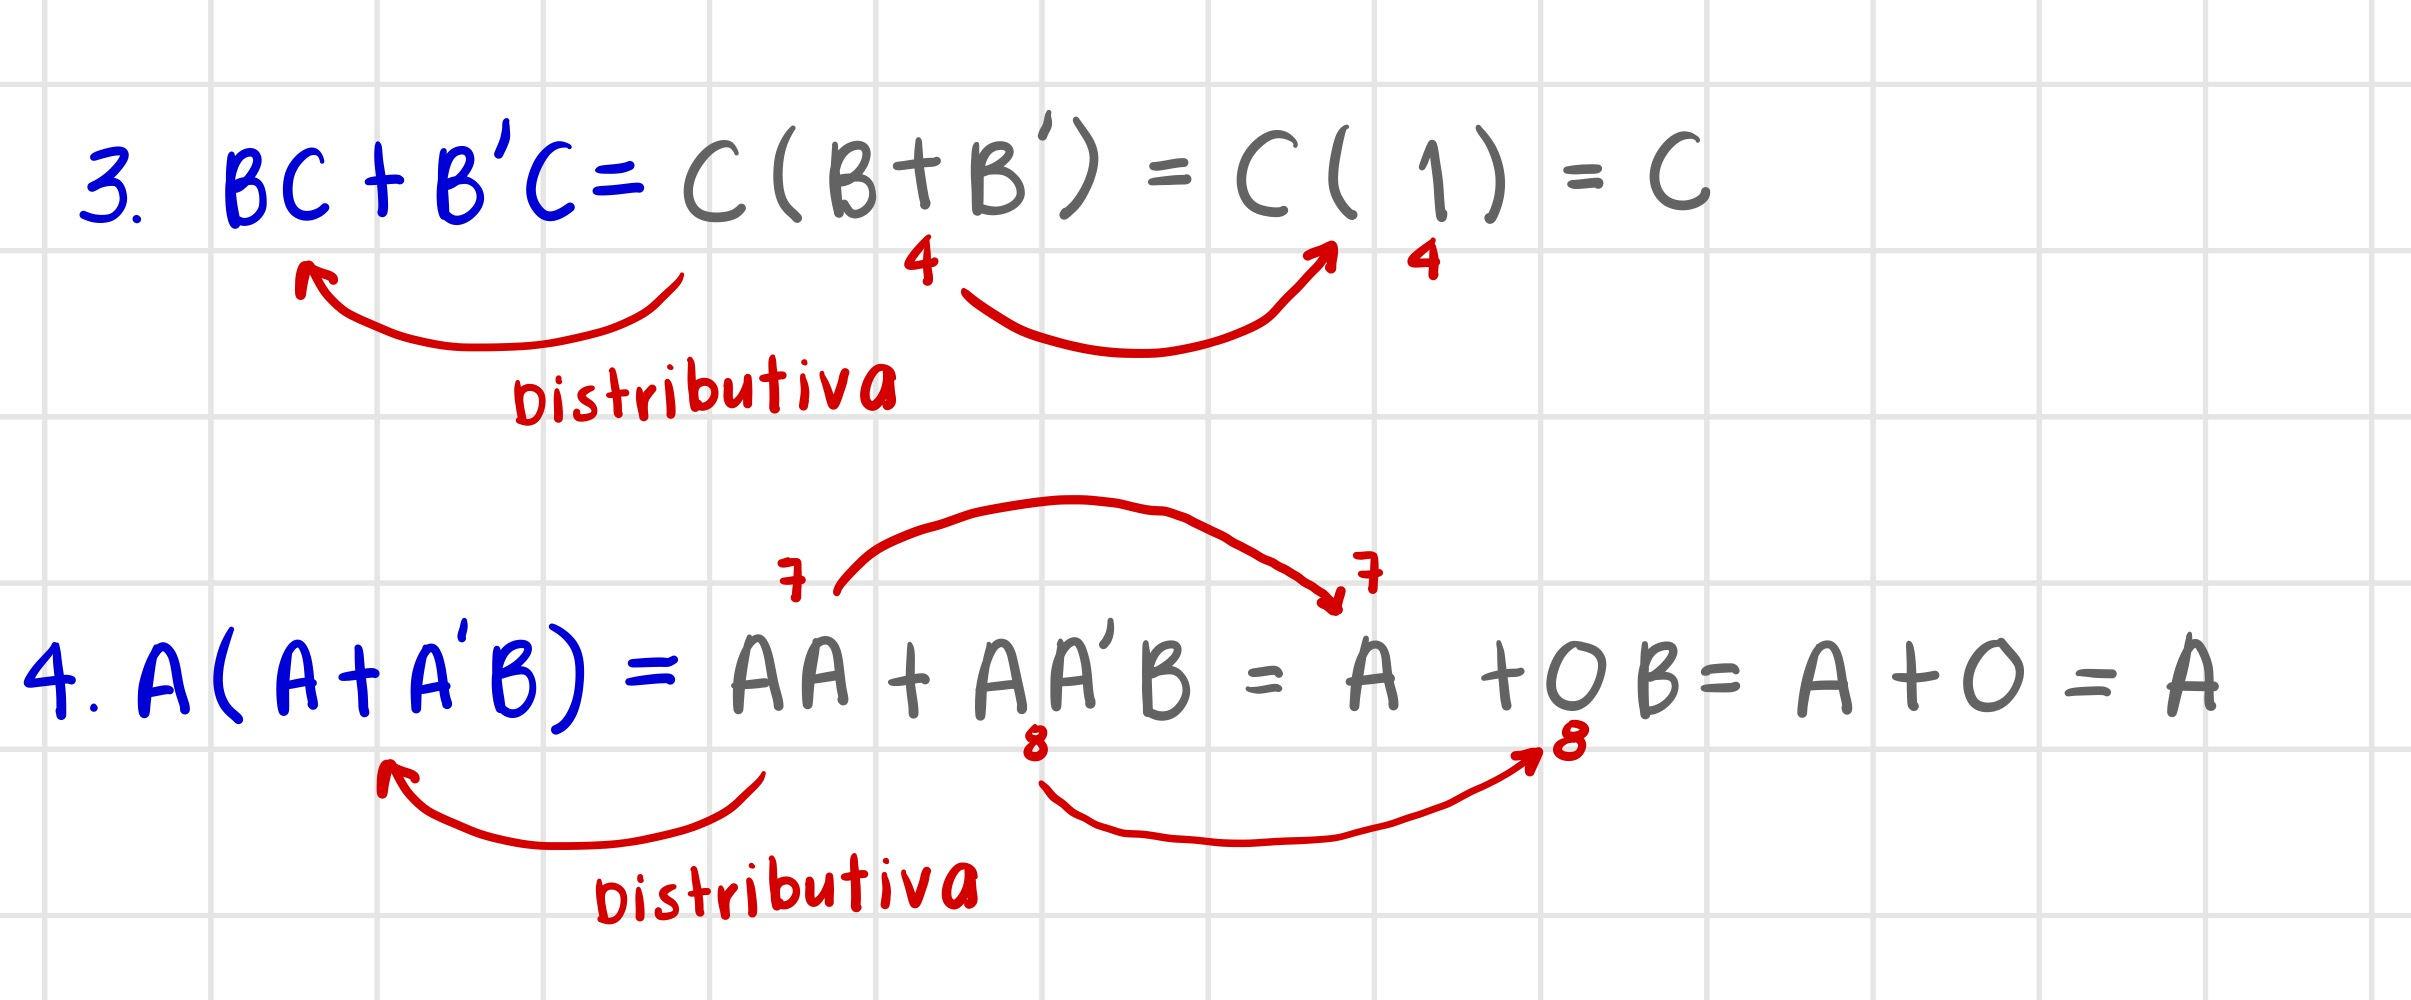 3. BC + B'C = C(B+B') = C( 1 ) = C
4 4
Distributiva
7 7
4. A(A+A'B) = AA + AA'B = A + 0 B = A + 0 = A
8 8
Distributiva